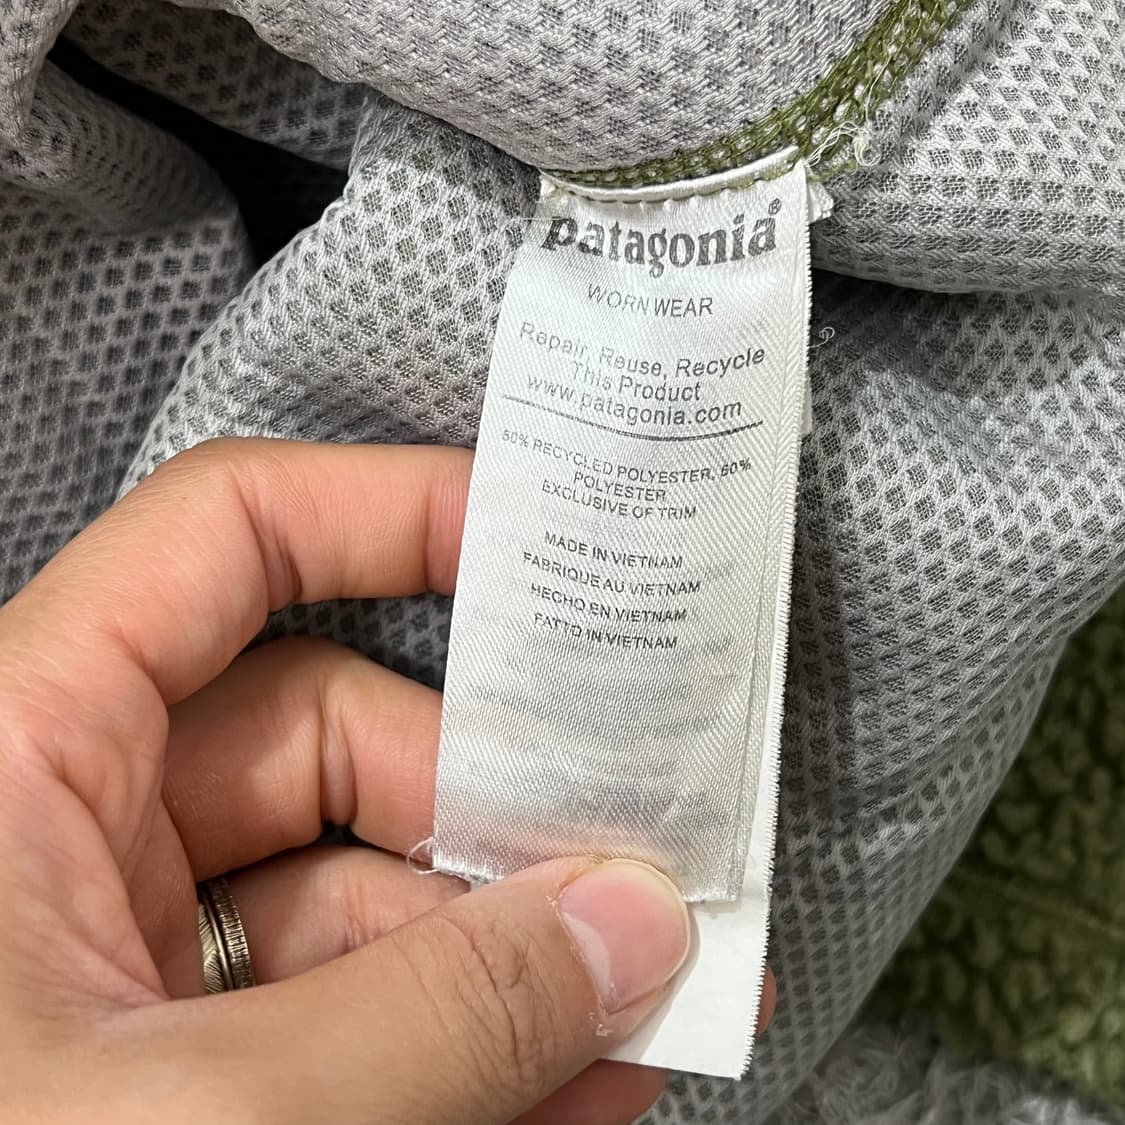 patagonia®
WORN WEAR
Repair, Reuse, Recycle
This Product
www.patagonia.com
50% RECYCLED POLYESTER, 50%
POLYESTER
EXCLUSIVE OF TRIM
MADE IN VIETNAM
FABRIQUE AU VIETNAM
HECHO EN VIETNAM
FATTO IN VIETNAM